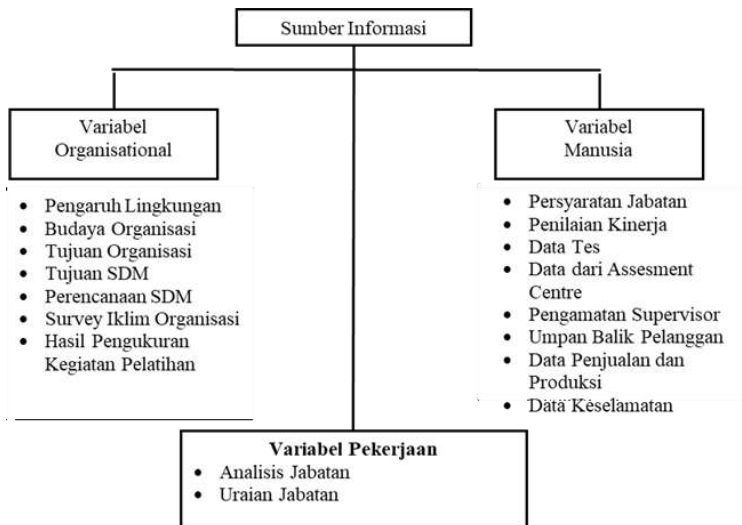 Sumber Informasi
Variabel
Organisational
• Pengaruh Lingkungan
• Budaya Organisasi
• Tujuan Organisasi
• Tujuan SDM
• Perencanaan SDM
• Survey Iklim Organisasi
• Hasil Pengukuran
Kegiatan Pelatihan
Variabel
Manusia
• Persyaratan Jabatan
• Penilaian Kinerja
• Data Tes
• Data dari Assesment
Centre
• Pengamatan Supervisor
• Umpan Balik Pelanggan
• Data Penjualan dan
Produksi
• Data Keselamatan
Variabel Pekerjaan
• Analisis Jabatan
• Uraian Jabatan